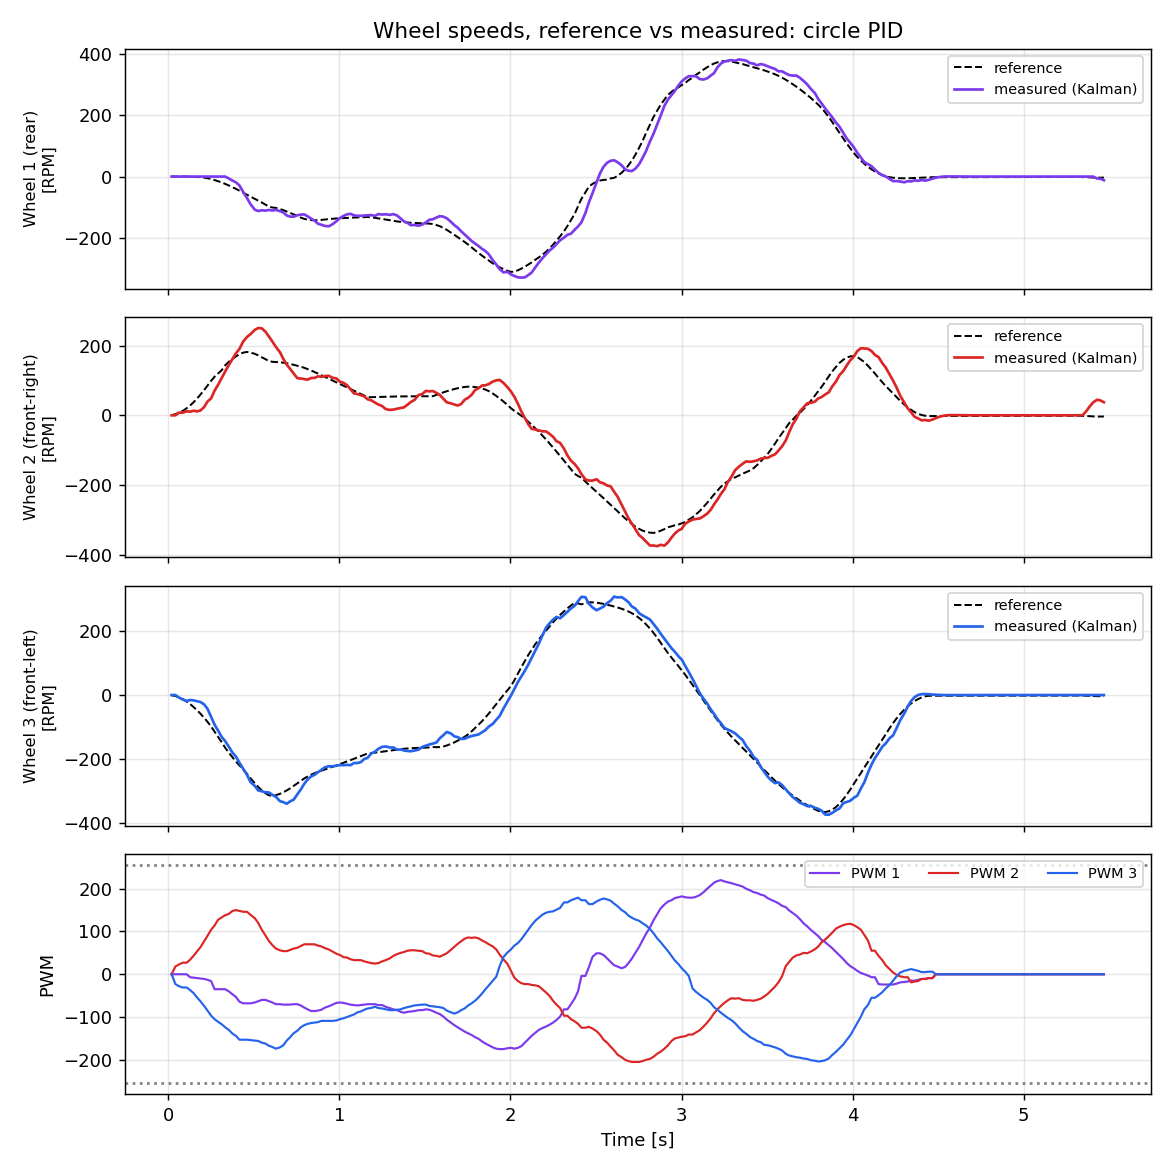 Wheel speeds, reference vs measured: circle PID
Wheel 1 (rear)
[RPM]
400
200
0
−200
reference
measured (Kalman)
Wheel 2 (front-right)
[RPM]
200
0
−200
−400
reference
measured (Kalman)
Wheel 3 (front-left)
[RPM]
200
0
−200
−400
reference
measured (Kalman)
PWM
200
100
0
−100
−200
PWM 1
PWM 2
PWM 3
0
1
2
3
4
5
Time [s]